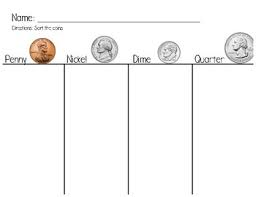 Name:
Directions: Sort the coins
Penny Nickel Dime Quarter